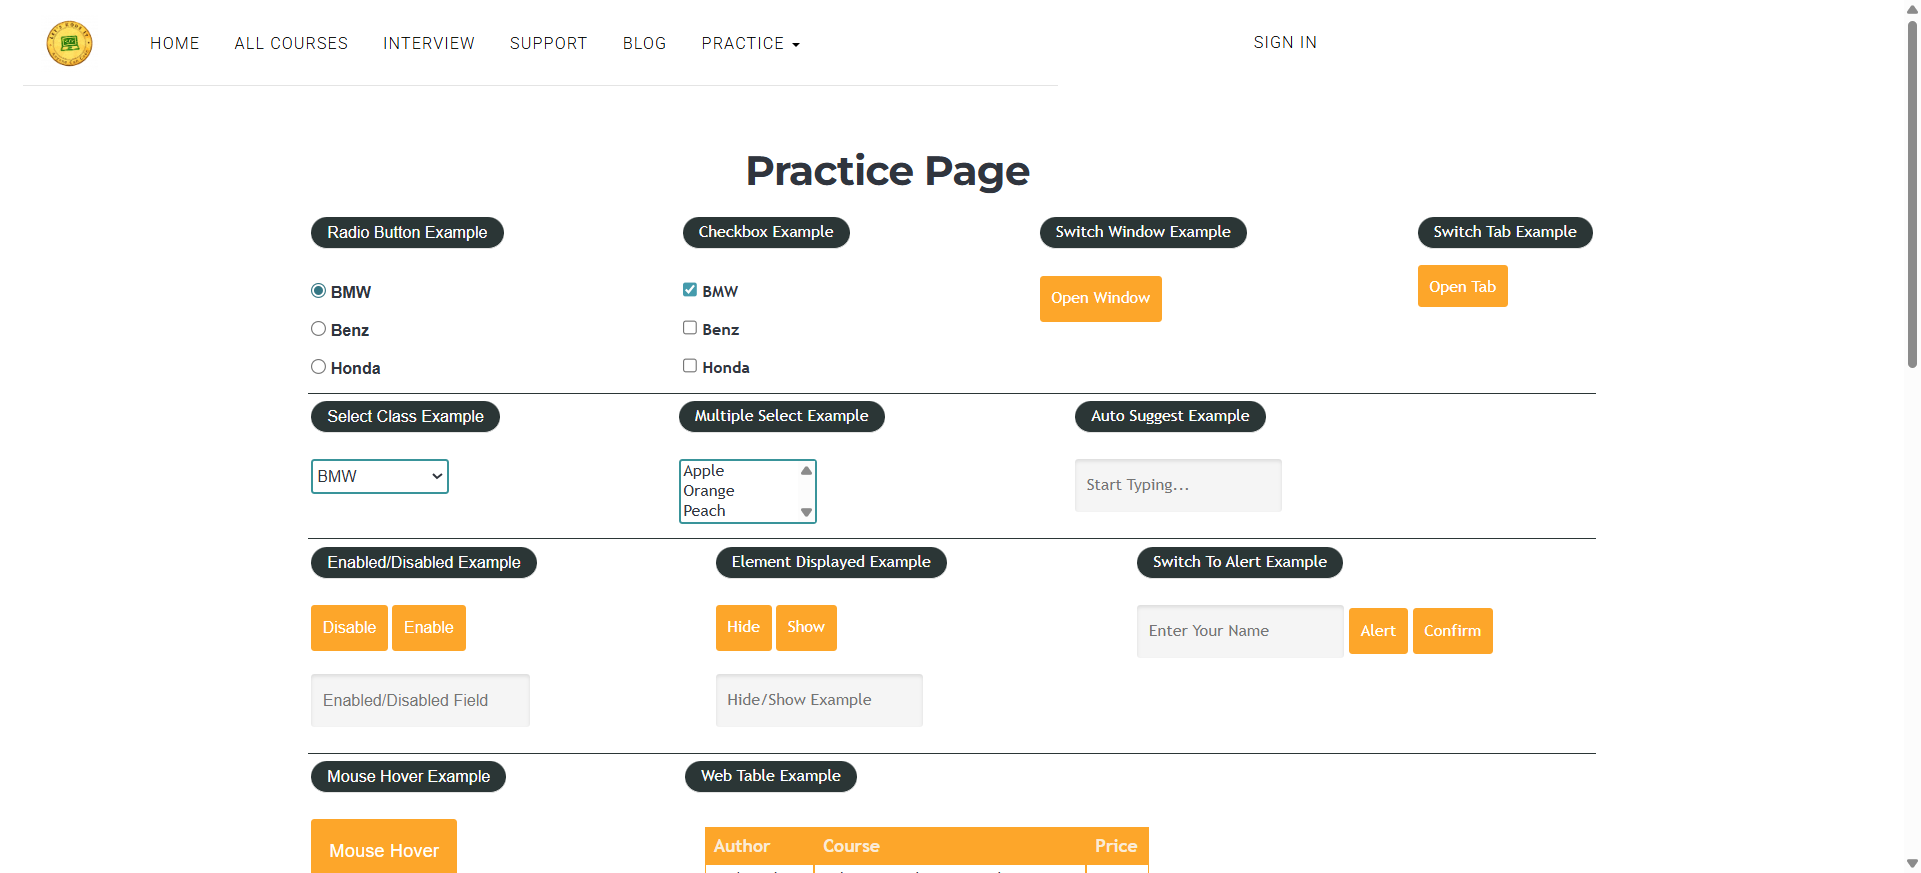 HOME ALL COURSES INTERVIEW SUPPORT BLOG PRACTICE SIGN IN
Practice Page
Radio Button Example Checkbox Example Switch Window Example Switch Tab Example
BMW BMW Open Window Open Tab
Benz Benz
Honda Honda
Select Class Example Multiple Select Example Auto Suggest Example
BMW Apple Start Typing...
Orange
Peach
Enabled/Disabled Example Element Displayed Example Switch To Alert Example
Disable Enable Hide Show Enter Your Name Alert Confirm
Enabled/Disabled Field Hide/Show Example
Mouse Hover Example Web Table Example
Mouse Hover Author Course Price